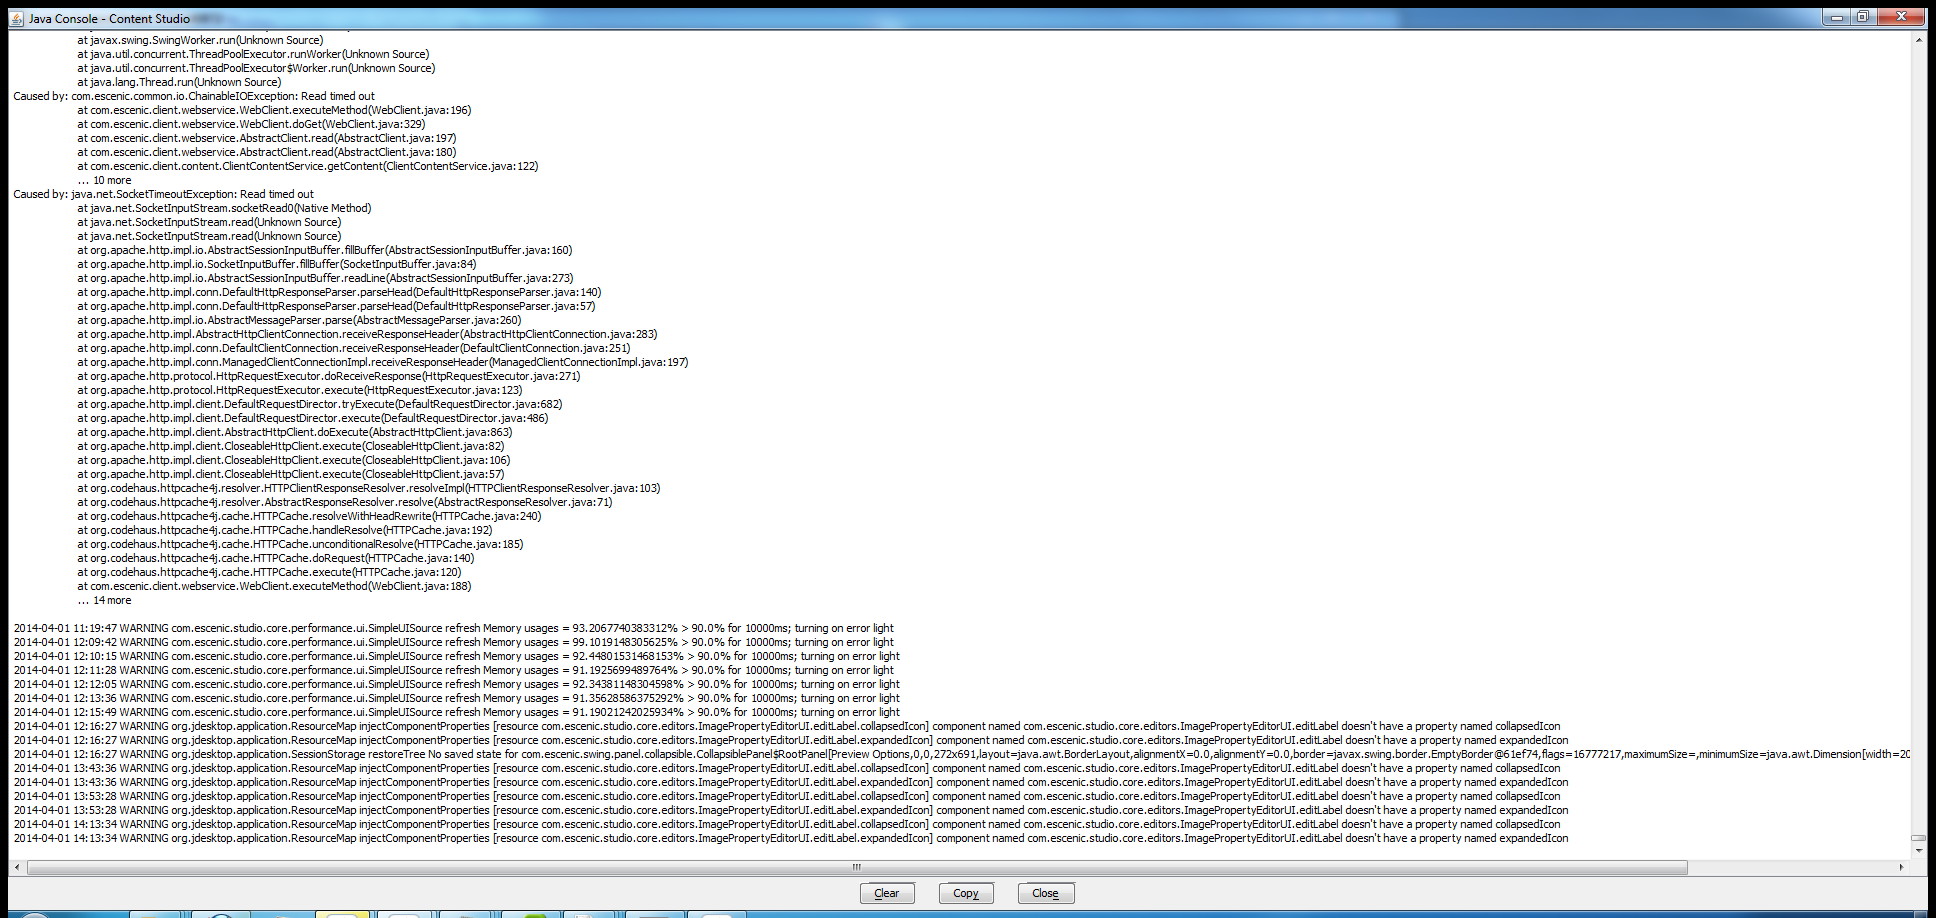 Java Console - Content Studio
at javax.swing.SwingWorker.run(Unknown Source)
at java.util.concurrent.ThreadPoolExecutor.runWorker(Unknown Source)
at java.util.concurrent.ThreadPoolExecutor$Worker.run(Unknown Source)
at java.lang.Thread.run(Unknown Source)
Caused by: com.escenic.common.io.ChainableIOException: Read timed out
at com.escenic.client.webservice.WebClient.executeMethod(WebClient.java:196)
at com.escenic.client.webservice.WebClient.doGet(WebClient.java:329)
at com.escenic.client.webservice.AbstractClient.read(AbstractClient.java:197)
at com.escenic.client.webservice.AbstractClient.read(AbstractClient.java:180)
at com.escenic.client.content.ClientContentService.getContent(ClientContentService.java:122)
... 10 more
Caused by: java.net.SocketTimeoutException: Read timed out
at java.net.SocketInputStream.socketRead0(Native Method)
at java.net.SocketInputStream.read(Unknown Source)
at java.net.SocketInputStream.read(Unknown Source)
at org.apache.http.impl.io.AbstractSessionInputBuffer.fillBuffer(AbstractSessionInputBuffer.java:160)
at org.apache.http.impl.io.SocketInputBuffer.fillBuffer(SocketInputBuffer.java:84)
at org.apache.http.impl.io.AbstractSessionInputBuffer.readLine(AbstractSessionInputBuffer.java:273)
at org.apache.http.impl.conn.DefaultHttpResponseParser.parseHead(DefaultHttpResponseParser.java:140)
at org.apache.http.impl.conn.DefaultHttpResponseParser.parseHead(DefaultHttpResponseParser.java:57)
at org.apache.http.impl.io.AbstractMessageParser.parse(AbstractMessageParser.java:260)
at org.apache.http.impl.AbstractHttpClientConnection.receiveResponseHeader(AbstractHttpClientConnection.java:283)
at org.apache.http.impl.conn.DefaultClientConnection.receiveResponseHeader(DefaultClientConnection.java:251)
at org.apache.http.impl.conn.ManagedClientConnectionImpl.receiveResponseHeader(ManagedClientConnectionImpl.java:197)
at org.apache.http.protocol.HttpRequestExecutor.doReceiveResponse(HttpRequestExecutor.java:271)
at org.apache.http.protocol.HttpRequestExecutor.execute(HttpRequestExecutor.java:123)
at org.apache.http.impl.client.DefaultRequestDirector.tryExecute(DefaultRequestDirector.java:682)
at org.apache.http.impl.client.DefaultRequestDirector.execute(DefaultRequestDirector.java:486)
at org.apache.http.impl.client.AbstractHttpClient.doExecute(AbstractHttpClient.java:863)
at org.apache.http.impl.client.CloseableHttpClient.execute(CloseableHttpClient.java:82)
at org.apache.http.impl.client.CloseableHttpClient.execute(CloseableHttpClient.java:106)
at org.apache.http.impl.client.CloseableHttpClient.execute(CloseableHttpClient.java:57)
at org.codehaus.httpcache4j.resolver.HTTPClientResponseResolver.resolveImpl(HTTPClientResponseResolver.java:103)
at org.codehaus.httpcache4j.resolver.AbstractResponseResolver.resolve(AbstractResponseResolver.java:71)
at org.codehaus.httpcache4j.cache.HTTPCache.resolveWithHeadRewrite(HTTPCache.java:240)
at org.codehaus.httpcache4j.cache.HTTPCache.handleResolve(HTTPCache.java:192)
at org.codehaus.httpcache4j.cache.HTTPCache.unconditionalResolve(HTTPCache.java:185)
at org.codehaus.httpcache4j.cache.HTTPCache.doRequest(HTTPCache.java:140)
at org.codehaus.httpcache4j.cache.HTTPCache.execute(HTTPCache.java:120)
at com.escenic.client.webservice.WebClient.executeMethod(WebClient.java:188)
... 14 more
2014-04-01 11:19:47 WARNING com.escenic.studio.core.performance.ui.SimpleUISource refresh Memory usages = 93.2067740383312% > 90.0% for 10000ms; turning on error light
2014-04-01 12:09:42 WARNING com.escenic.studio.core.performance.ui.SimpleUISource refresh Memory usages = 99.1019148305625% > 90.0% for 10000ms; turning on error light
2014-04-01 12:10:15 WARNING com.escenic.studio.core.performance.ui.SimpleUISource refresh Memory usages = 92.44801531468153% > 90.0% for 10000ms; turning on error light
2014-04-01 12:11:28 WARNING com.escenic.studio.core.performance.ui.SimpleUISource refresh Memory usages = 91.1925699489764% > 90.0% for 10000ms; turning on error light
2014-04-01 12:12:05 WARNING com.escenic.studio.core.performance.ui.SimpleUISource refresh Memory usages = 92.34381148304598% > 90.0% for 10000ms; turning on error light
2014-04-01 12:13:36 WARNING com.escenic.studio.core.performance.ui.SimpleUISource refresh Memory usages = 91.35628586375292% > 90.0% for 10000ms; turning on error light
2014-04-01 12:15:49 WARNING com.escenic.studio.core.performance.ui.SimpleUISource refresh Memory usages = 91.19021242025934% > 90.0% for 10000ms; turning on error light
2014-04-01 12:16:27 WARNING org.jdesktop.application.ResourceMap injectComponentProperties [resource com.escenic.studio.core.editors.ImagePropertyEditorUI.editLabel.collapsedIcon] component named com.escenic.studio.core.editors.ImagePropertyEditorUI.editLabel doesn't have a property named collapsedIcon
2014-04-01 12:16:27 WARNING org.jdesktop.application.ResourceMap injectComponentProperties [resource com.escenic.studio.core.editors.ImagePropertyEditorUI.editLabel.expandedIcon] component named com.escenic.studio.core.editors.ImagePropertyEditorUI.editLabel doesn't have a property named expandedIcon
2014-04-01 12:16:27 WARNING org.jdesktop.application.SessionStorage restoreTree No saved state for com.escenic.swing.panel.collapsible.CollapsiblePanel$RootPanel[Preview Options,0,0,272x691,layout=java.awt.BorderLayout,alignmentX=0.0,alignmentY=0.0,border=javax.swing.border.EmptyBorder@61ef74,flags=16777217,maximumSize=,minimumSize=java.awt.Dimension[width=20
2014-04-01 13:43:36 WARNING org.jdesktop.application.ResourceMap injectComponentProperties [resource com.escenic.studio.core.editors.ImagePropertyEditorUI.editLabel.collapsedIcon] component named com.escenic.studio.core.editors.ImagePropertyEditorUI.editLabel doesn't have a property named collapsedIcon
2014-04-01 13:43:36 WARNING org.jdesktop.application.ResourceMap injectComponentProperties [resource com.escenic.studio.core.editors.ImagePropertyEditorUI.editLabel.expandedIcon] component named com.escenic.studio.core.editors.ImagePropertyEditorUI.editLabel doesn't have a property named expandedIcon
2014-04-01 13:53:28 WARNING org.jdesktop.application.ResourceMap injectComponentProperties [resource com.escenic.studio.core.editors.ImagePropertyEditorUI.editLabel.collapsedIcon] component named com.escenic.studio.core.editors.ImagePropertyEditorUI.editLabel doesn't have a property named collapsedIcon
2014-04-01 13:53:28 WARNING org.jdesktop.application.ResourceMap injectComponentProperties [resource com.escenic.studio.core.editors.ImagePropertyEditorUI.editLabel.expandedIcon] component named com.escenic.studio.core.editors.ImagePropertyEditorUI.editLabel doesn't have a property named expandedIcon
2014-04-01 14:13:34 WARNING org.jdesktop.application.ResourceMap injectComponentProperties [resource com.escenic.studio.core.editors.ImagePropertyEditorUI.editLabel.collapsedIcon] component named com.escenic.studio.core.editors.ImagePropertyEditorUI.editLabel doesn't have a property named collapsedIcon
2014-04-01 14:13:34 WARNING org.jdesktop.application.ResourceMap injectComponentProperties [resource com.escenic.studio.core.editors.ImagePropertyEditorUI.editLabel.expandedIcon] component named com.escenic.studio.core.editors.ImagePropertyEditorUI.editLabel doesn't have a property named expandedIcon
Clear Copy Close